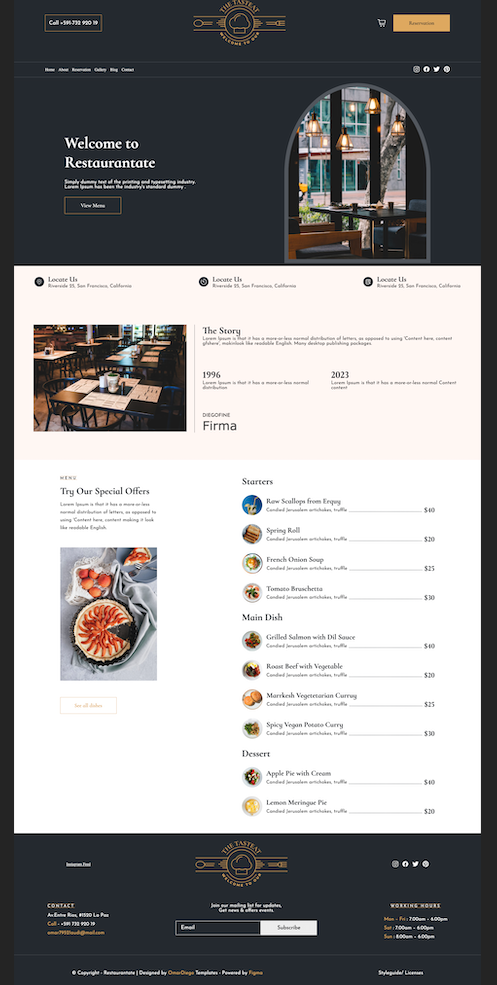 THE TASTEAT
WELCOME TO OUR
Call +591-732 920 19
Reservation
Home About Reservation Gallery Blog Contact
Welcome to
Restaurantate
Simply dummy text of the printing and typesetting industry.
Lorem Ipsum has been the industry's standard dummy .
View Menu
Locate Us
Riverside 25, San Francisco, California
Locate Us
Riverside 25, San Francisco, California
Locate Us
Riverside 25, San Francisco, California
The Story
Lorem Ipsum is that it has a more-or-less normal distribution of letters, as opposed to using 'Content here, content
making it look like readable English. Many desktop publishing packages.
1996
Lorem Ipsum is that it has a more-or-less normal
distribution
2023
Lorem Ipsum is that it has a more-or-less normal Content
content
DIEGOFINE
Firma
MENU
Try Our Special Offers
Lorem Ipsum is that it has a more-or-less
normal distribution of letters, as opposed to
using 'Content here, content making it look
like readable English.
See all dishes
Starters
Raw Scallops from Erquy
Candied Jerusalem artichokes, truffle $40
Spring Roll
Candied Jerusalem artichokes, truffle $20
French Onion Soup
Candied Jerusalem artichokes, truffle $25
Tomato Bruschetta
Candied Jerusalem artichokes, truffle $30
Main Dish
Grilled Salmon with Dil Sauce
Candied Jerusalem artichokes, truffle $40
Roast Beef with Vegetable
Candied Jerusalem artichokes, truffle $20
Marrkesh Vegetetarian Curruy
Candied Jerusalem artichokes, truffle $25
Spicy Vegan Potato Curry
Candied Jerusalem artichokes, truffle $30
Dessert
Apple Pie with Cream
Candied Jerusalem artichokes, truffle $40
Lemon Meringue Pie
Candied Jerusalem artichokes, truffle $20
THE TASTEAT
WELCOME TO OUR
Instagram Feed
CONTACT
Av.Entre Rios, #1520 La Paz
Call - +591 732 920 19
omar7952haudi@mail.com
Join our mailing list for updates,
Get news & offers events.
Email
Subscribe
WORKING HOURS
Mon – Fri : 7:00am – 6:00pm
Sat : 7:00am – 6:00pm
Sun : 8:00am – 6:00pm
© Copyright - Restaurantate | Designed by OmarDiego Templates - Powered by Figma
Styleguide/ Licenses